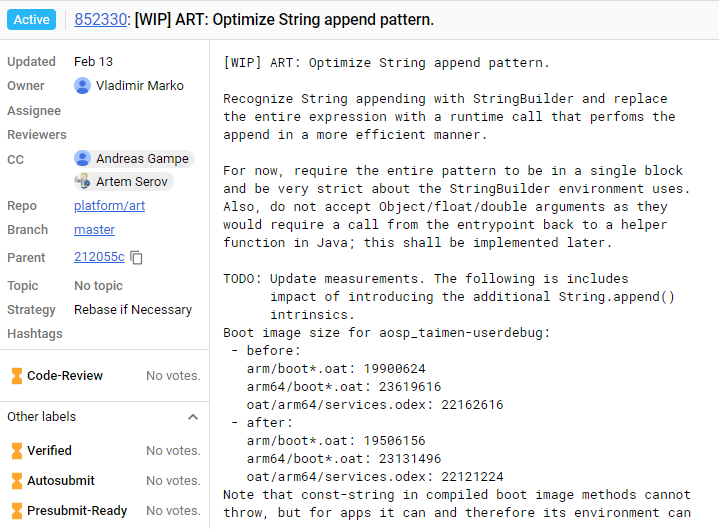 Active 852330: [WIP] ART: Optimize String append pattern.
Updated Feb 13
Owner Vladimir Marko
Assignee
Reviewers
CC Andreas Gampe
Artem Serov
Repo platform/art
Branch master
Parent 212055c
Topic No topic
Strategy Rebase if Necessary
Hashtags
Code-Review No votes.
Other labels
Verified No votes.
Autosubmit No votes.
Presubmit-Ready No votes.
[WIP] ART: Optimize String append pattern.
Recognize String appending with StringBuilder and replace
the entire expression with a runtime call that perfoms the
append in a more efficient manner.
For now, require the entire pattern to be in a single block
and be very strict about the StringBuilder environment uses.
Also, do not accept Object/float/double arguments as they
would require a call from the entrypoint back to a helper
function in Java; this shall be implemented later.
TODO: Update measurements. The following is includes
impact of introducing the additional String.append()
intrinsics.
Boot image size for aosp_taimen-userdebug:
- before:
arm/boot*.oat: 19900624
arm64/boot*.oat: 23619616
oat/arm64/services.odex: 22162616
- after:
arm/boot*.oat: 19506156
arm64/boot*.oat: 23131496
oat/arm64/services.odex: 22121224
Note that const-string in compiled boot image methods cannot
throw, but for apps it can and therefore its environment can